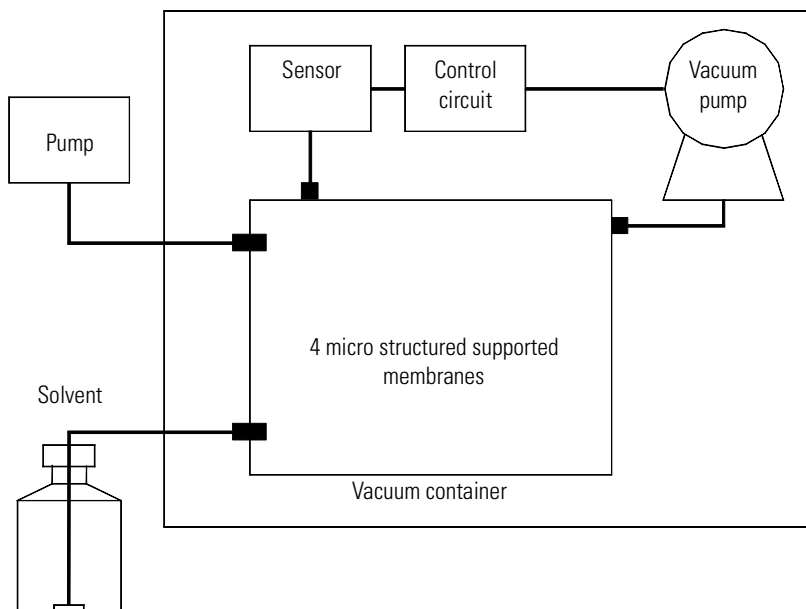 Sensor
Control
circuit
Vacuum
pump
Pump
4 micro structured supported
membranes
Solvent
Vacuum container